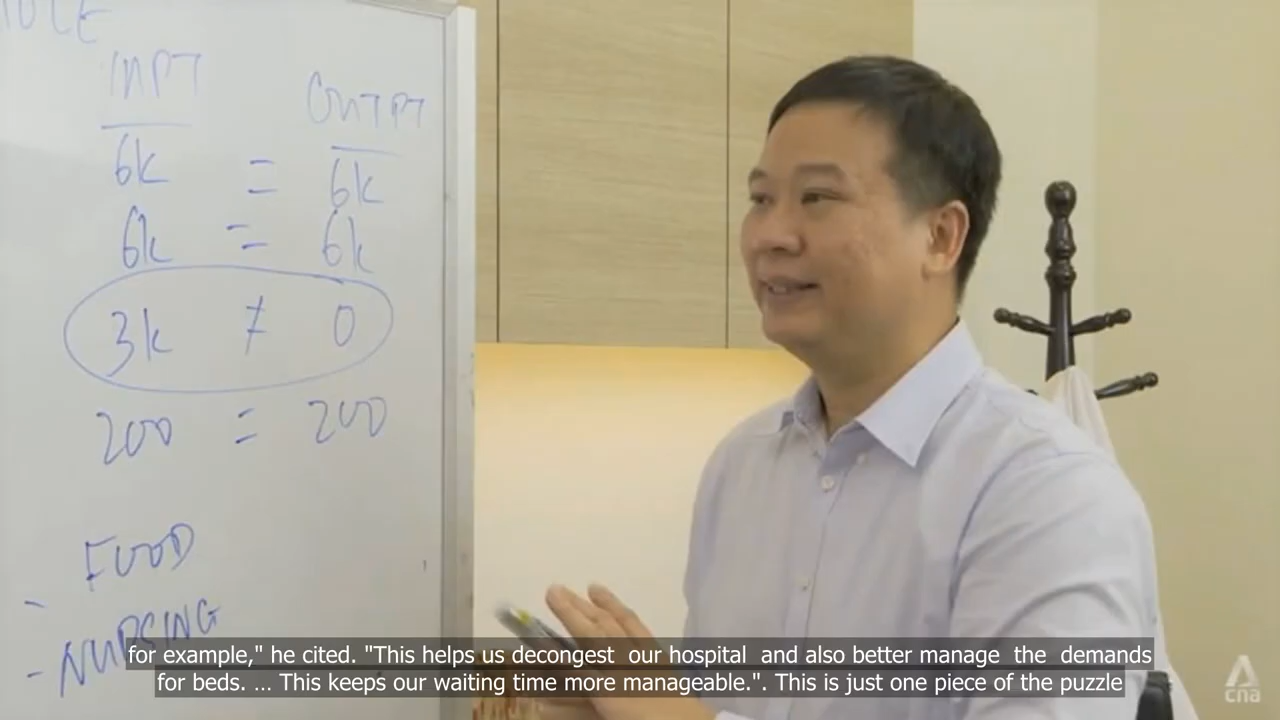 INPT OUTPT
6k = 6k
6k = 6k
3k ≠ 0
200 = 200
FOOD
- NURSING
for example," he cited. "This helps us decongest our hospital and also better manage the demands
for beds. ... This keeps our waiting time more manageable.". This is just one piece of the puzzle
cna